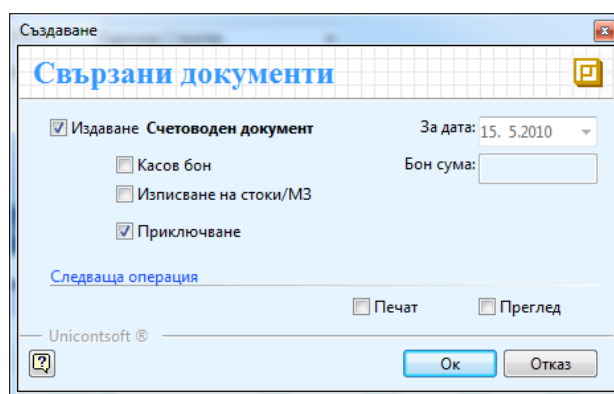 Създаване
Свързани документи
Издаване Счетоводен документ За дата: 15. 5.2010
Касов бон Бон сума:
Изписване на стоки/МЗ
Приключване
Следваща операция
Печат Преглед
Unicontsoft ®
Ок Отказ